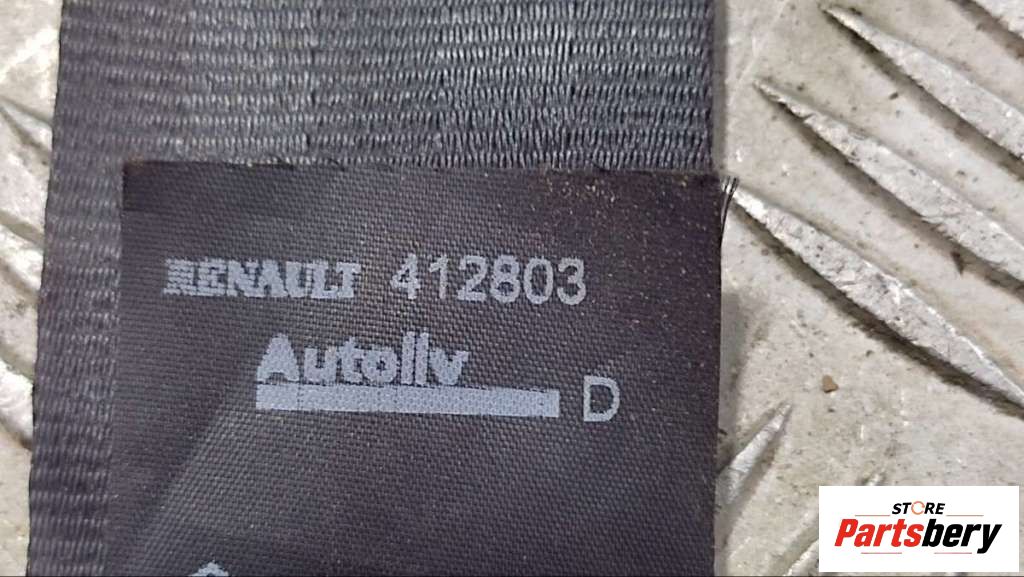 RENAULT 412803
Autoliv
D
STORE
Partsbery